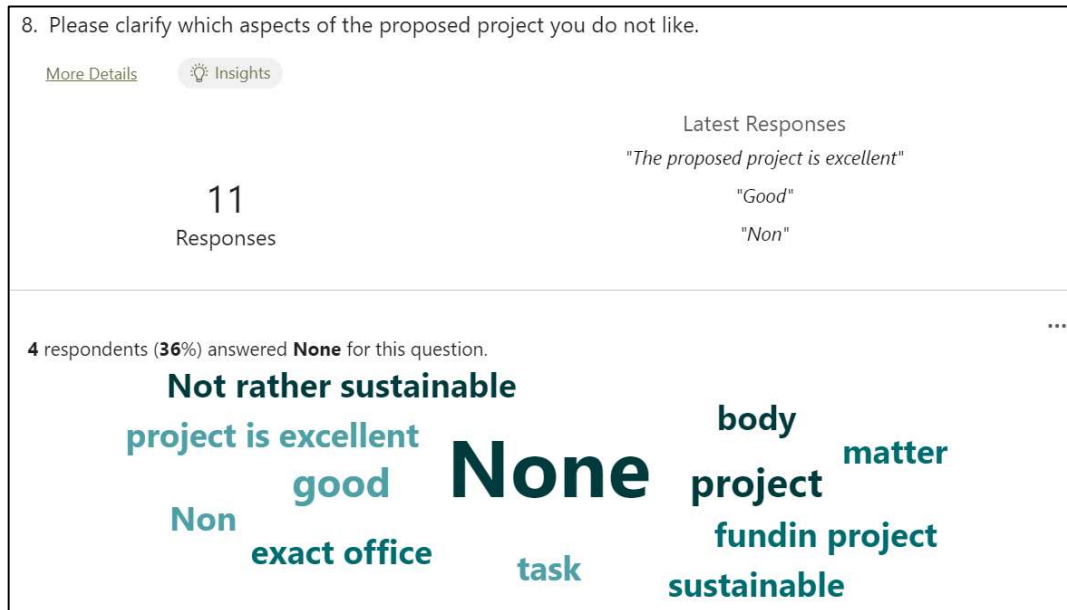 8. Please clarify which aspects of the proposed project you do not like.
More Details
Insights
Latest Responses
"The proposed project is excellent"
11
"Good"
Responses
"Non"
...
4 respondents (36%) answered None for this question.
Not rather sustainable
body
project is excellent
matter
None
good
project
Non
fundin project
exact office
task
sustainable